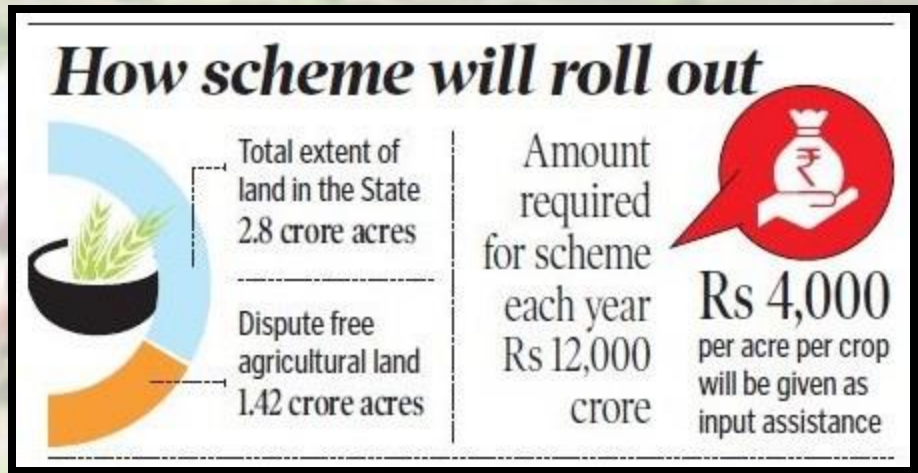 How scheme will roll out
Total extent of
land in the State
2.8 crore acres
Dispute free
agricultural land
1.42 crore acres
Amount
required
for scheme
each year
Rs 12,000
crore
₹
Rs 4,000
per acre per crop
will be given as
input assistance